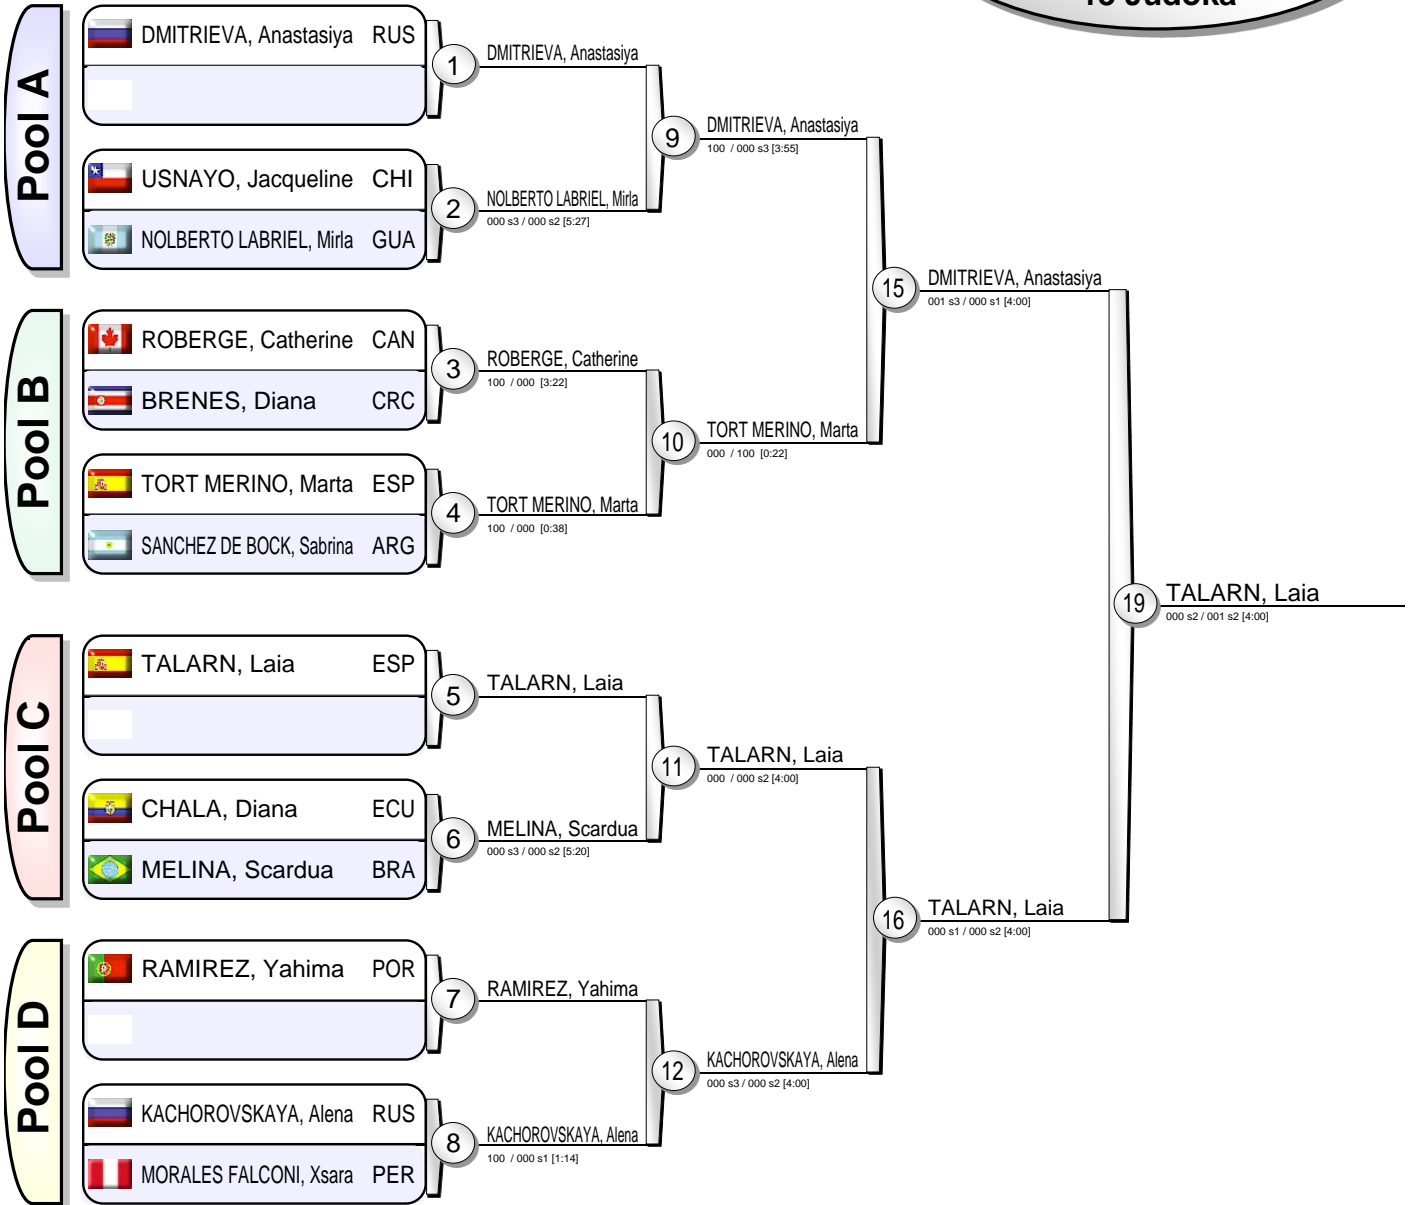 13 Judoka
Pool A
DMITRIEVA, Anastasiya RUS
1
DMITRIEVA, Anastasiya
USNAYO, Jacqueline CHI
NOLBERTO LABRIEL, Mirla GUA
2
NOLBERTO LABRIEL, Mirla
000 s3 / 000 s2 [5:27]
9
DMITRIEVA, Anastasiya
100 / 000 s3 [3:55]
Pool B
ROBERGE, Catherine CAN
BRENES, Diana CRC
3
ROBERGE, Catherine
100 / 000 [3:22]
TORT MERINO, Marta ESP
SANCHEZ DE BOCK, Sabrina ARG
4
TORT MERINO, Marta
100 / 000 [0:38]
10
TORT MERINO, Marta
000 / 100 [0:22]
15
DMITRIEVA, Anastasiya
001 s3 / 000 s1 [4:00]
Pool C
TALARN, Laia ESP
5
TALARN, Laia
CHALA, Diana ECU
MELINA, Scardua BRA
6
MELINA, Scardua
000 s3 / 000 s2 [5:20]
11
TALARN, Laia
000 / 000 s2 [4:00]
Pool D
RAMIREZ, Yahima POR
7
RAMIREZ, Yahima
KACHOROVSKAYA, Alena RUS
MORALES FALCONI, Xsara PER
8
KACHOROVSKAYA, Alena
100 / 000 s1 [1:14]
12
KACHOROVSKAYA, Alena
000 s3 / 000 s2 [4:00]
16
TALARN, Laia
000 s1 / 000 s2 [4:00]
19
TALARN, Laia
000 s2 / 001 s2 [4:00]